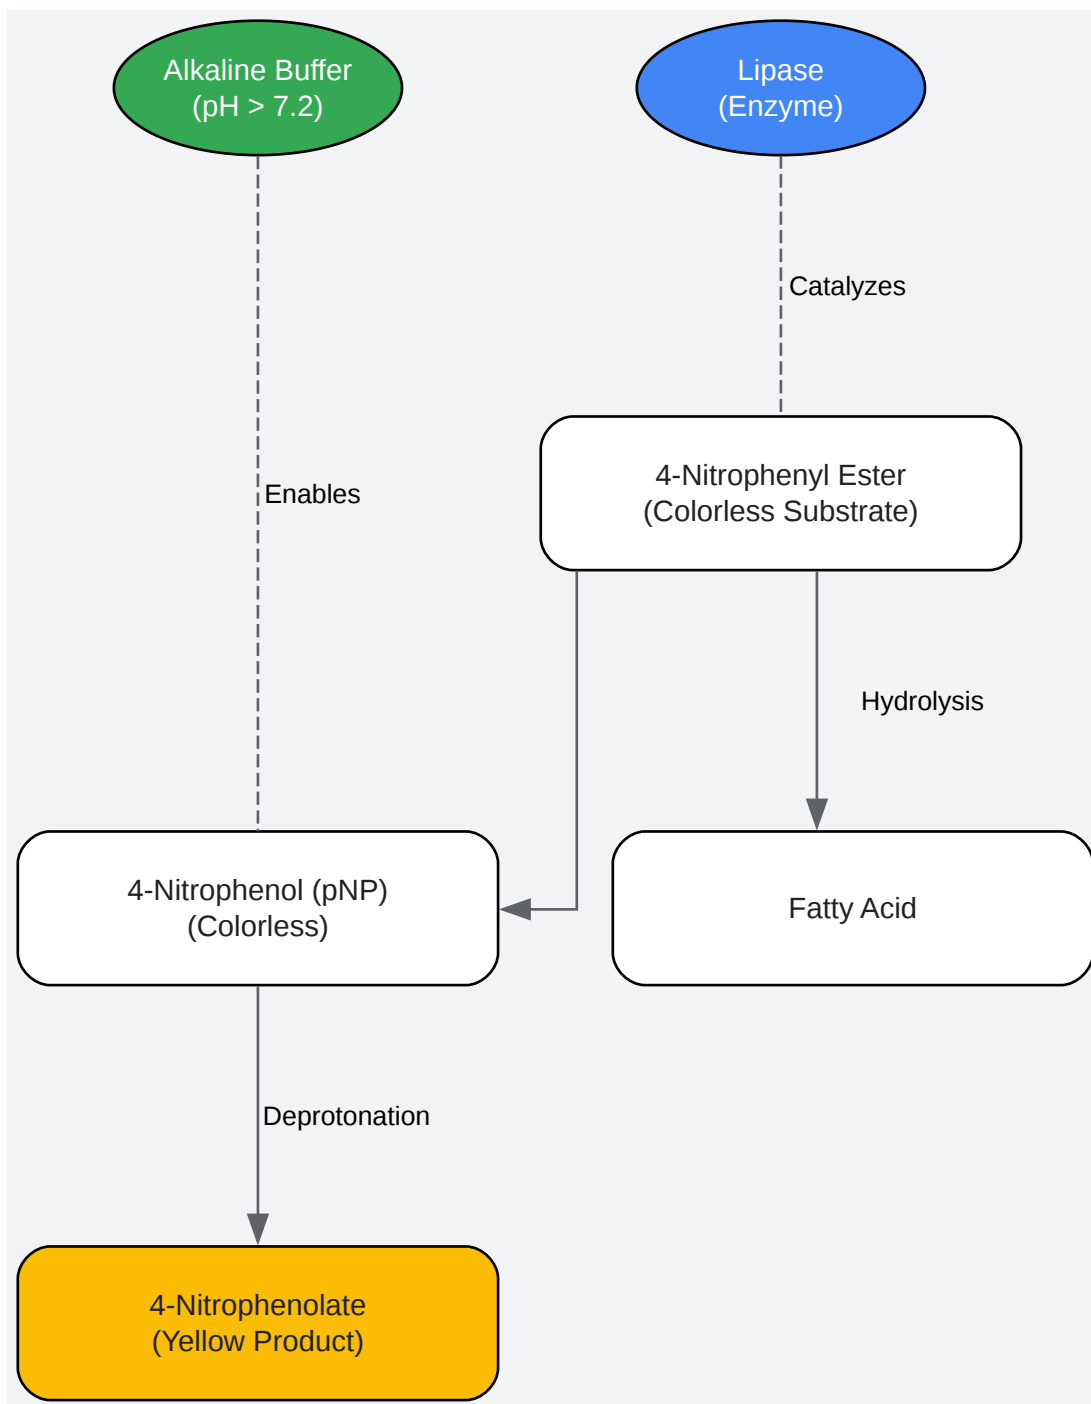 Alkaline Buffer
(pH > 7.2)
Lipase
(Enzyme)
Catalyzes
4-Nitrophenyl Ester
(Colorless Substrate)
Enables
Hydrolysis
4-Nitrophenol (pNP)
(Colorless)
Fatty Acid
Deprotonation
4-Nitrophenolate
(Yellow Product)